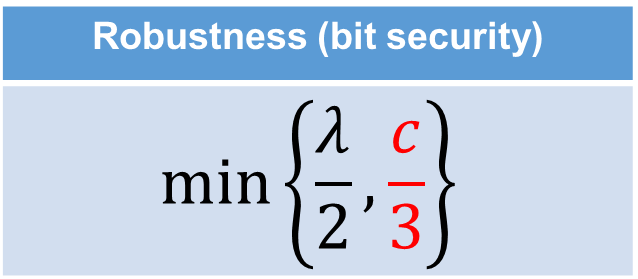 Robustness (bit security)
min { λ/2 , c/3 }